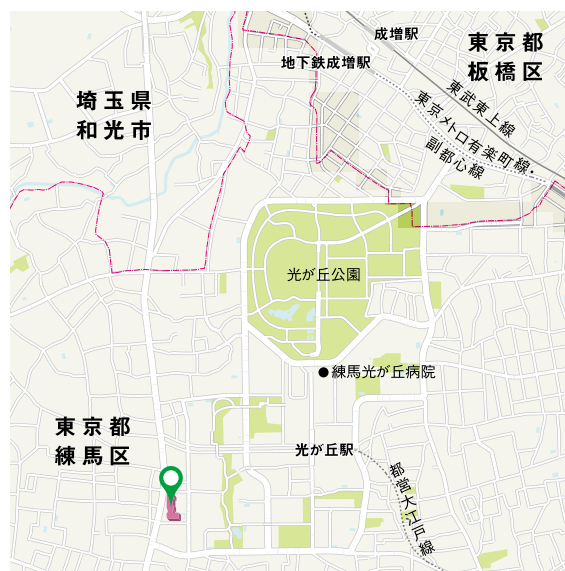 成増駅
地下鉄成増駅
東京都
板橋区
埼玉県
和光市
東武東上線
東京メトロ有楽町線・
副都心線
光が丘公園
練馬光が丘病院
東京都
練馬区
光が丘駅
都営大江戸線